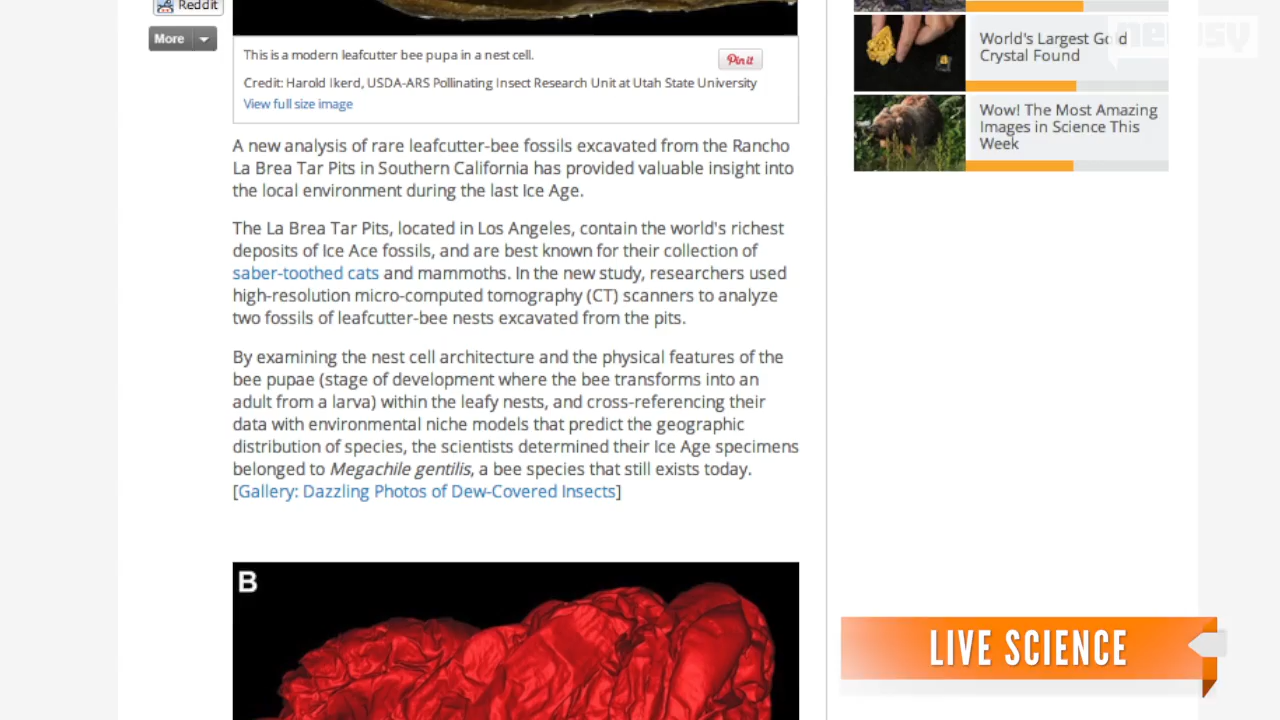 Reddit
More
This is a modern leafcutter bee pupa in a nest cell.
Pin it
Credit: Harold Ikerd, USDA-ARS Pollinating Insect Research Unit at Utah State University
View full size image
A new analysis of rare leafcutter-bee fossils excavated from the Rancho
La Brea Tar Pits in Southern California has provided valuable insight into
the local environment during the last Ice Age.
The La Brea Tar Pits, located in Los Angeles, contain the world's richest
deposits of Ice Ace fossils, and are best known for their collection of
saber-toothed cats and mammoths. In the new study, researchers used
high-resolution micro-computed tomography (CT) scanners to analyze
two fossils of leafcutter-bee nests excavated from the pits.
By examining the nest cell architecture and the physical features of the
bee pupae (stage of development where the bee transforms into an
adult from a larva) within the leafy nests, and cross-referencing their
data with environmental niche models that predict the geographic
distribution of species, the scientists determined their Ice Age specimens
belonged to Megachile gentilis, a bee species that still exists today.
[Gallery: Dazzling Photos of Dew-Covered Insects]
B
World's Largest Gold
Crystal Found
Wow! The Most Amazing
Images in Science This
Week
newsy
LIVE SCIENCE